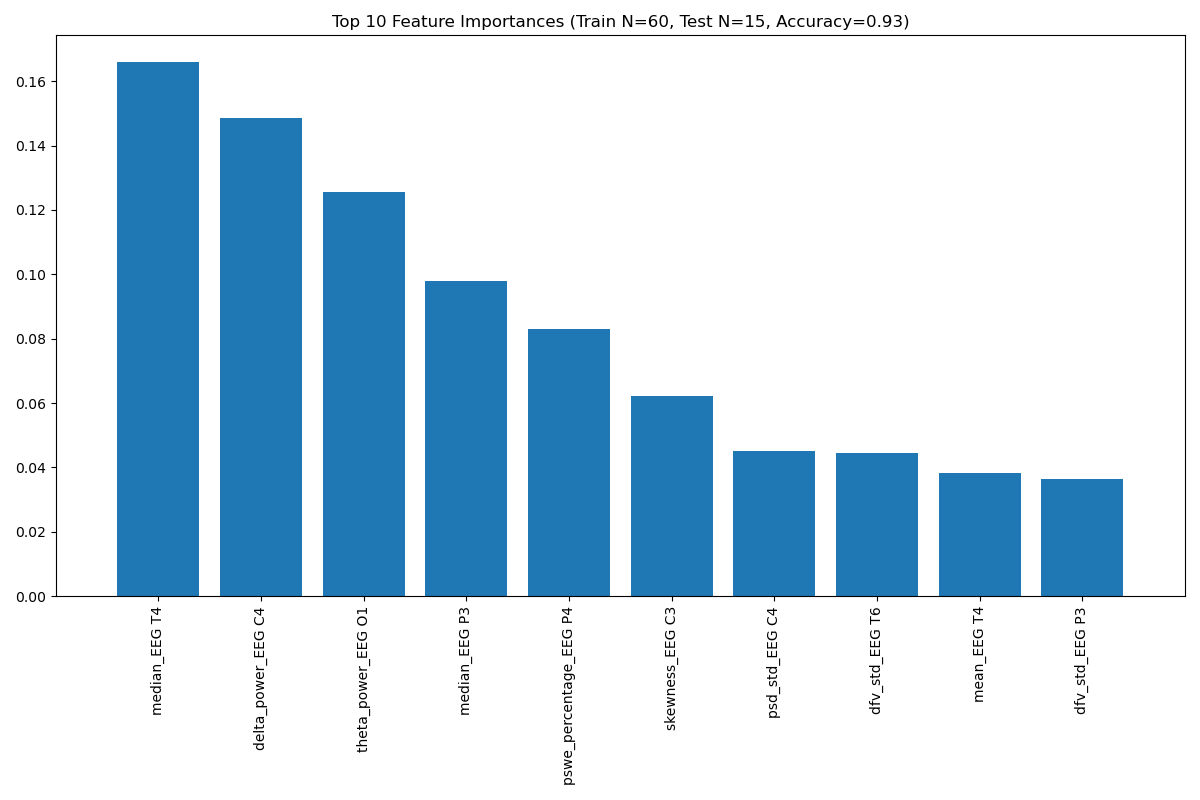 Top 10 Feature Importances (Train N=60, Test N=15, Accuracy=0.93)
0.16
0.14
0.12
0.10
0.08
0.06
0.04
0.02
0.00
median_EEG T4
delta_power_EEG C4
theta_power_EEG O1
median_EEG P3
pswe_percentage_EEG P4
skewness_EEG C3
psd_std_EEG C4
dfv_std_EEG T6
mean_EEG T4
dfv_std_EEG P3